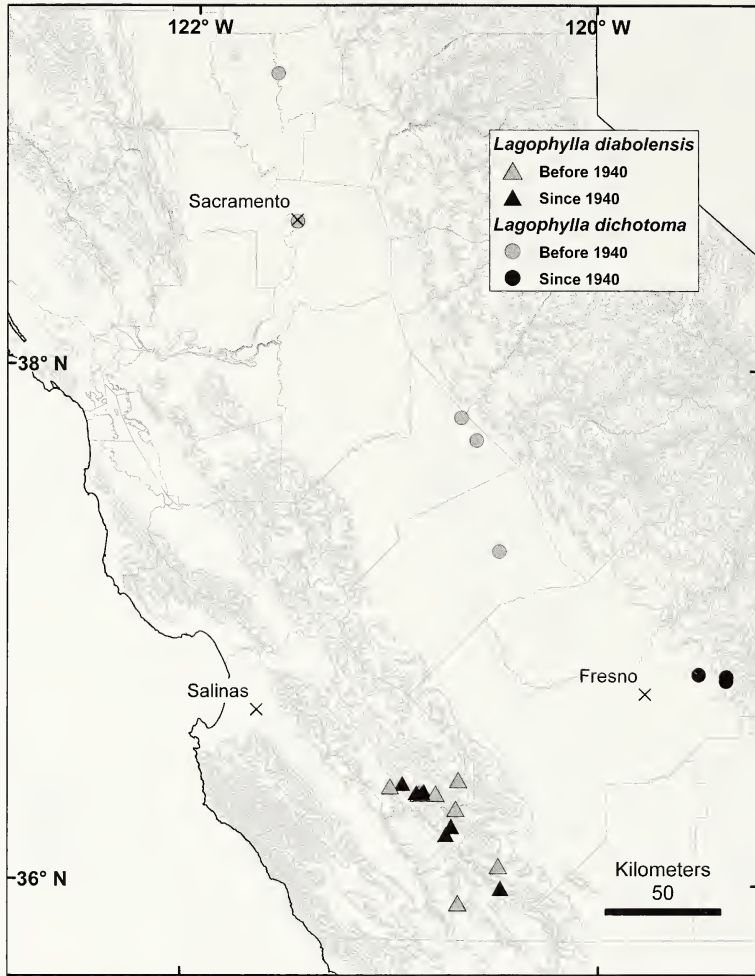 122° W
120° W
Lagophylla diabolensis
Before 1940
Since 1940
Lagophylla dichotoma
Before 1940
Since 1940
Sacramento
38° N
Fresno
Salinas
Kilometers
50
36° N